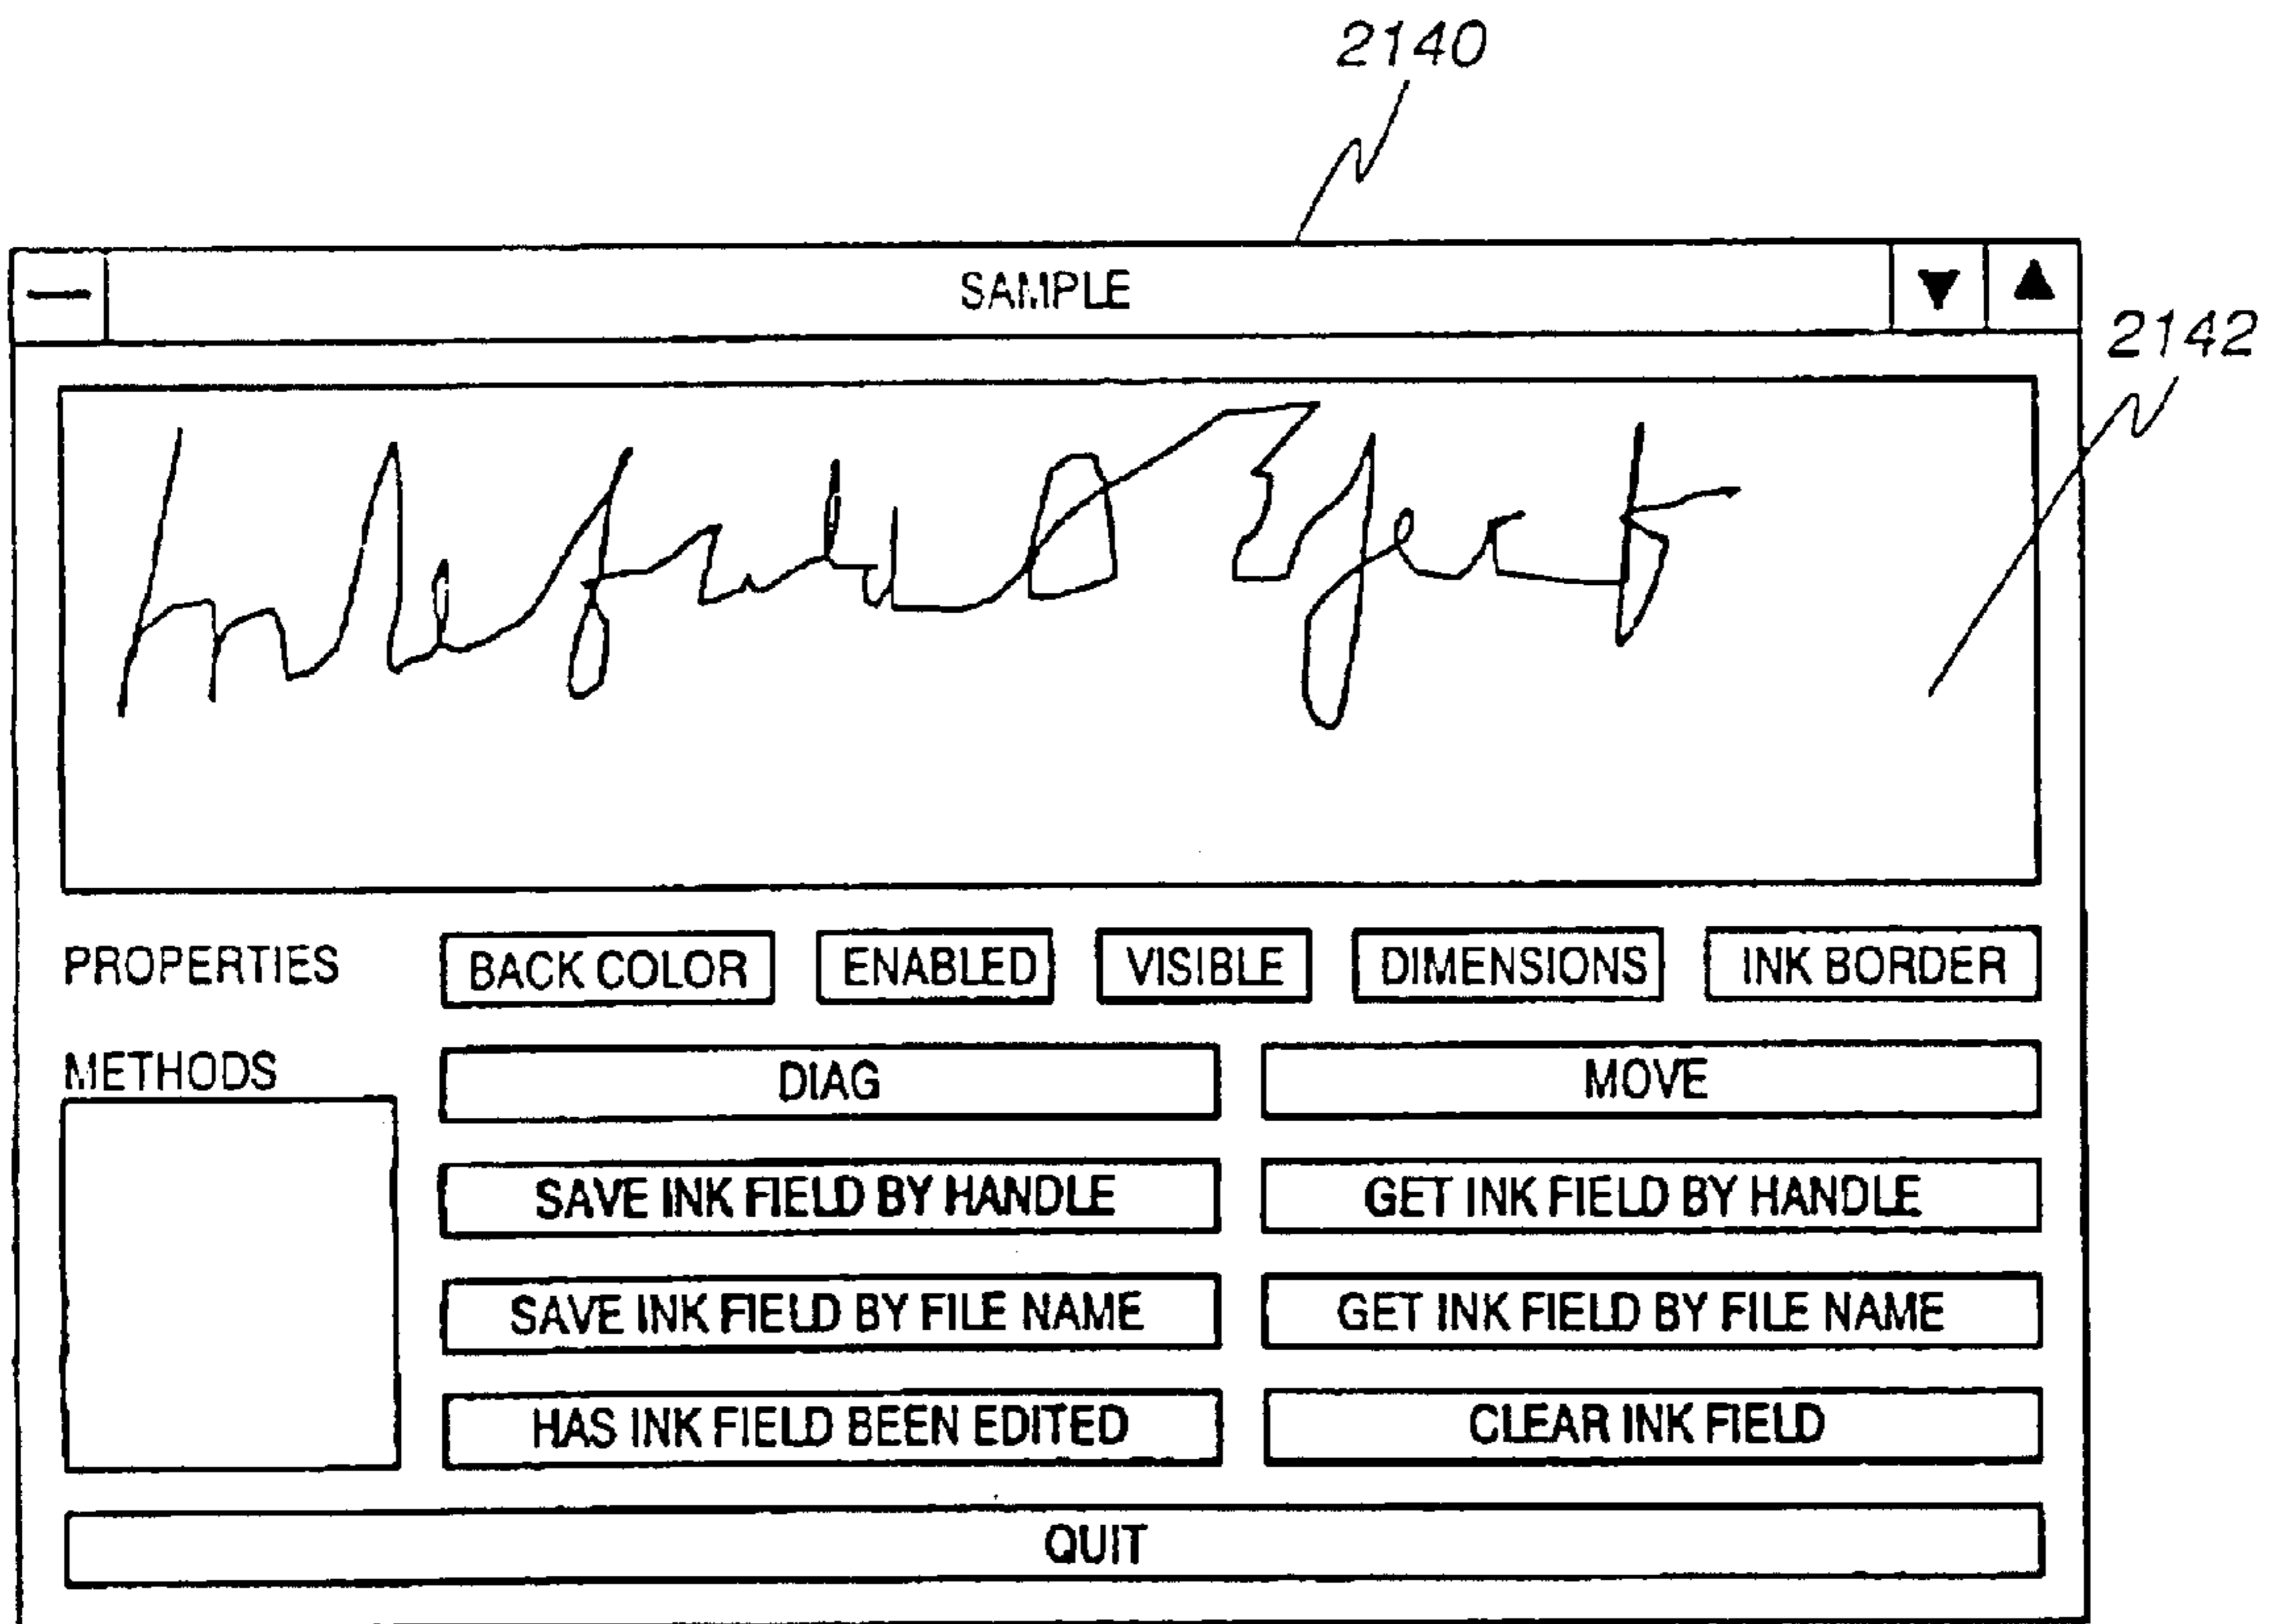 2140
SAMPLE
2142
PROPERTIES BACK COLOR ENABLED VISIBLE DIMENSIONS INK BORDER
METHODS DIAG MOVE
SAVE INK FIELD BY HANDLE GET INK FIELD BY HANDLE
SAVE INK FIELD BY FILE NAME GET INK FIELD BY FILE NAME
HAS INK FIELD BEEN EDITED CLEAR INK FIELD
QUIT